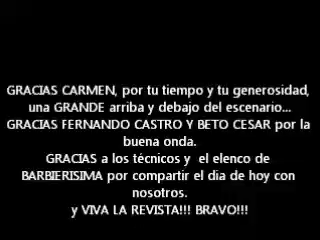 GRACIAS CARMEN, por tu tiempo y tu generosidad,
una GRANDE arriba y debajo del escenario...
GRACIAS FERNANDO CASTRO Y BETO CESAR por la
buena onda.
GRACIAS a los técnicos y el elenco de
BARBIERISIMA por compartir el dia de hoy con
nosotros.
y VIVA LA REVISTA!!! BRAVO!!!